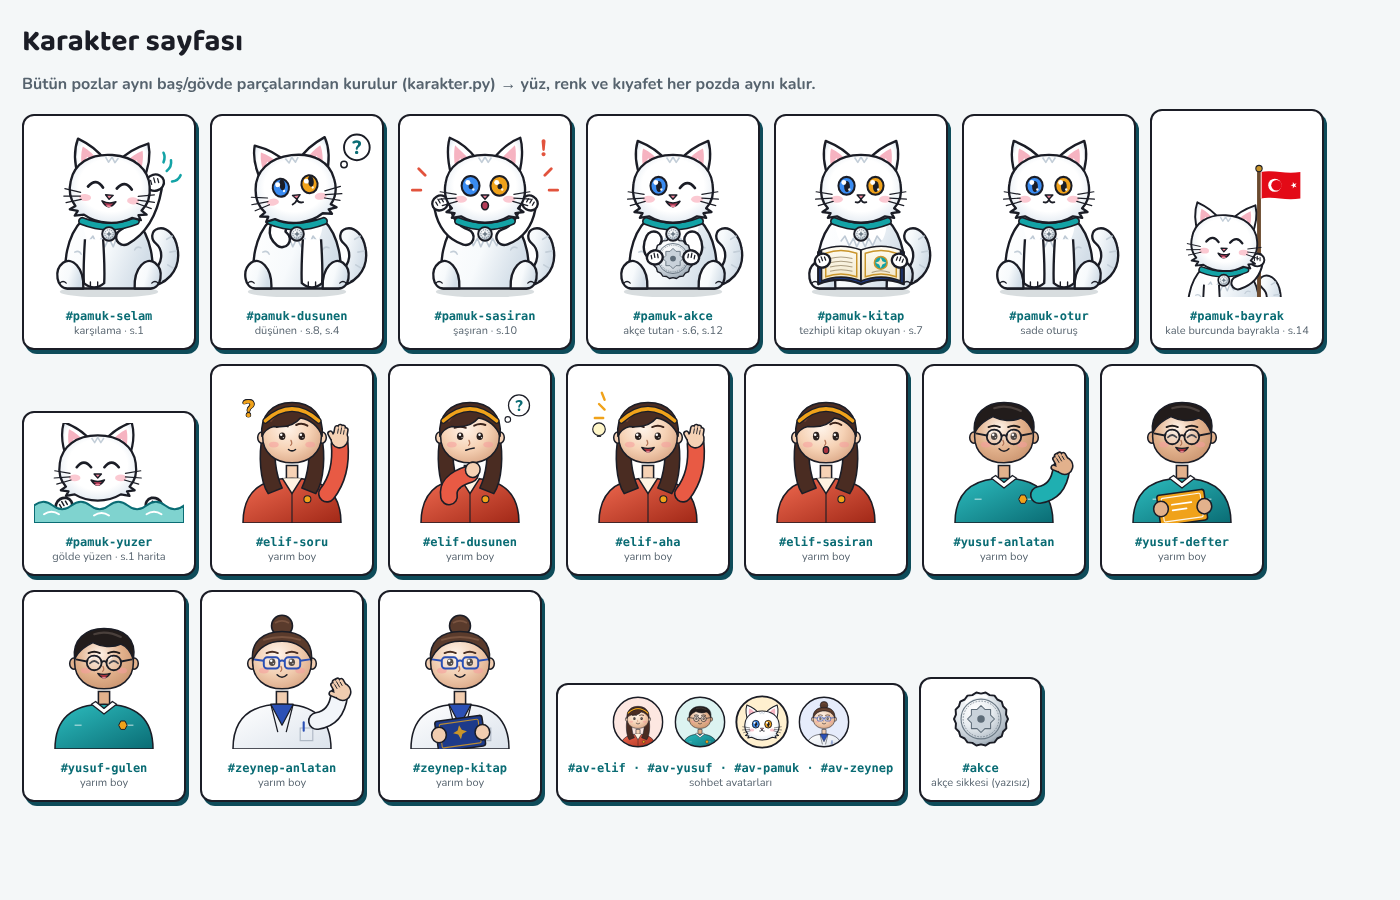 Karakter sayfası
Bütün pozlar aynı baş/gövde parçalarından kurulur (karakter.py) → yüz, renk ve kıyafet her pozda aynı kalır.
?
!
#pamuk-selam
karşılama · s.1
#pamuk-dusunen
düşünen · s.8, s.4
#pamuk-sasiran
şaşıran · s.10
#pamuk-akce
akçe tutan · s.6, s.12
#pamuk-kitap
tezhipli kitap okuyan · s.7
#pamuk-otur
sade oturuş
#pamuk-bayrak
kale burcunda bayrakla · s.14
?
?
#pamuk-yuzer
gölde yüzen · s.1 harita
#elif-soru
yarım boy
#elif-dusunen
yarım boy
#elif-aha
yarım boy
#elif-sasiran
yarım boy
#yusuf-anlatan
yarım boy
#yusuf-defter
yarım boy
#yusuf-gulen
yarım boy
#zeynep-anlatan
yarım boy
#zeynep-kitap
yarım boy
#av-elif · #av-yusuf · #av-pamuk · #av-zeynep
sohbet avatarları
#akce
akçe sikkesi (yazısız)